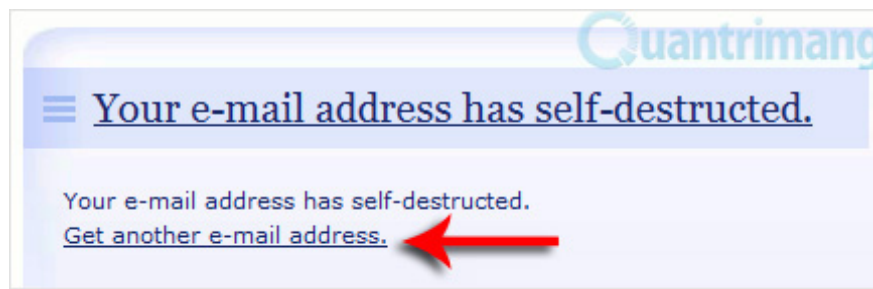 Quantrimang
Your e-mail address has self-destructed.
Your e-mail address has self-destructed.
Get another e-mail address.